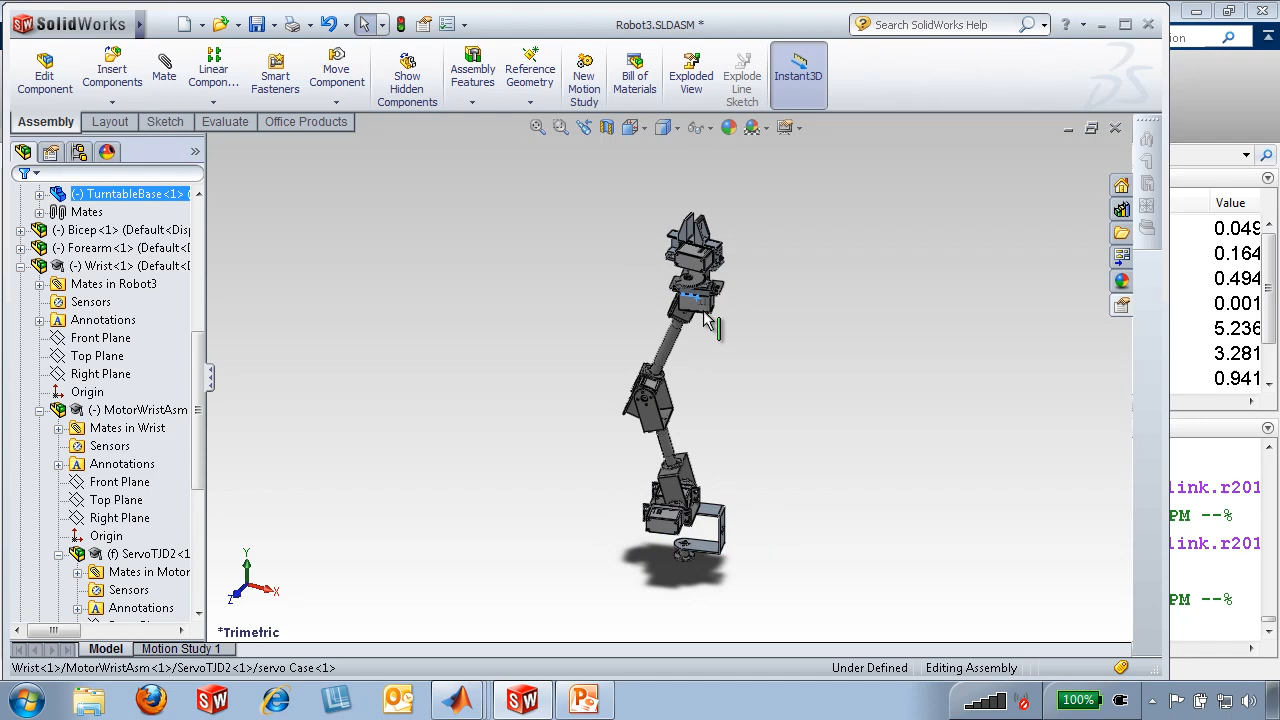 SolidWorks
Robot3.SLDASM *
Search SolidWorks Help
Edit Component
Insert Components
Mate
Linear Compon...
Smart Fasteners
Move Component
Show Hidden Components
Assembly Features
Reference Geometry
New Motion Study
Bill of Materials
Exploded View
Explode Line Sketch
Instant3D
Assembly
Layout
Sketch
Evaluate
Office Products
(-) TurntableBase<1> (
Mates
(-) Bicep<1> (Default<Dis
(-) Forearm<1> (Default<
Wrist<1> (Default<D
Mates in Robot3
Sensors
Annotations
Front Plane
Top Plane
Right Plane
Origin
(-) MotorWristAsm
Mates in Wrist
Sensors
Annotations
Front Plane
Top Plane
Right Plane
Origin
(f) ServoTJD2<1
Mates in Motor
Sensors
Annotations
Y
X
Z
*Trimetric
Model
Motion Study 1
Wrist<1>/MotorWristAsm<1>/ServoTJD2<1>/servo Case<1>
Under Defined
Editing Assembly
Value
0.049
0.164
0.494
0.001
5.236
3.281
0.941
link.r201
PM --%
link.r201
PM --%
100%